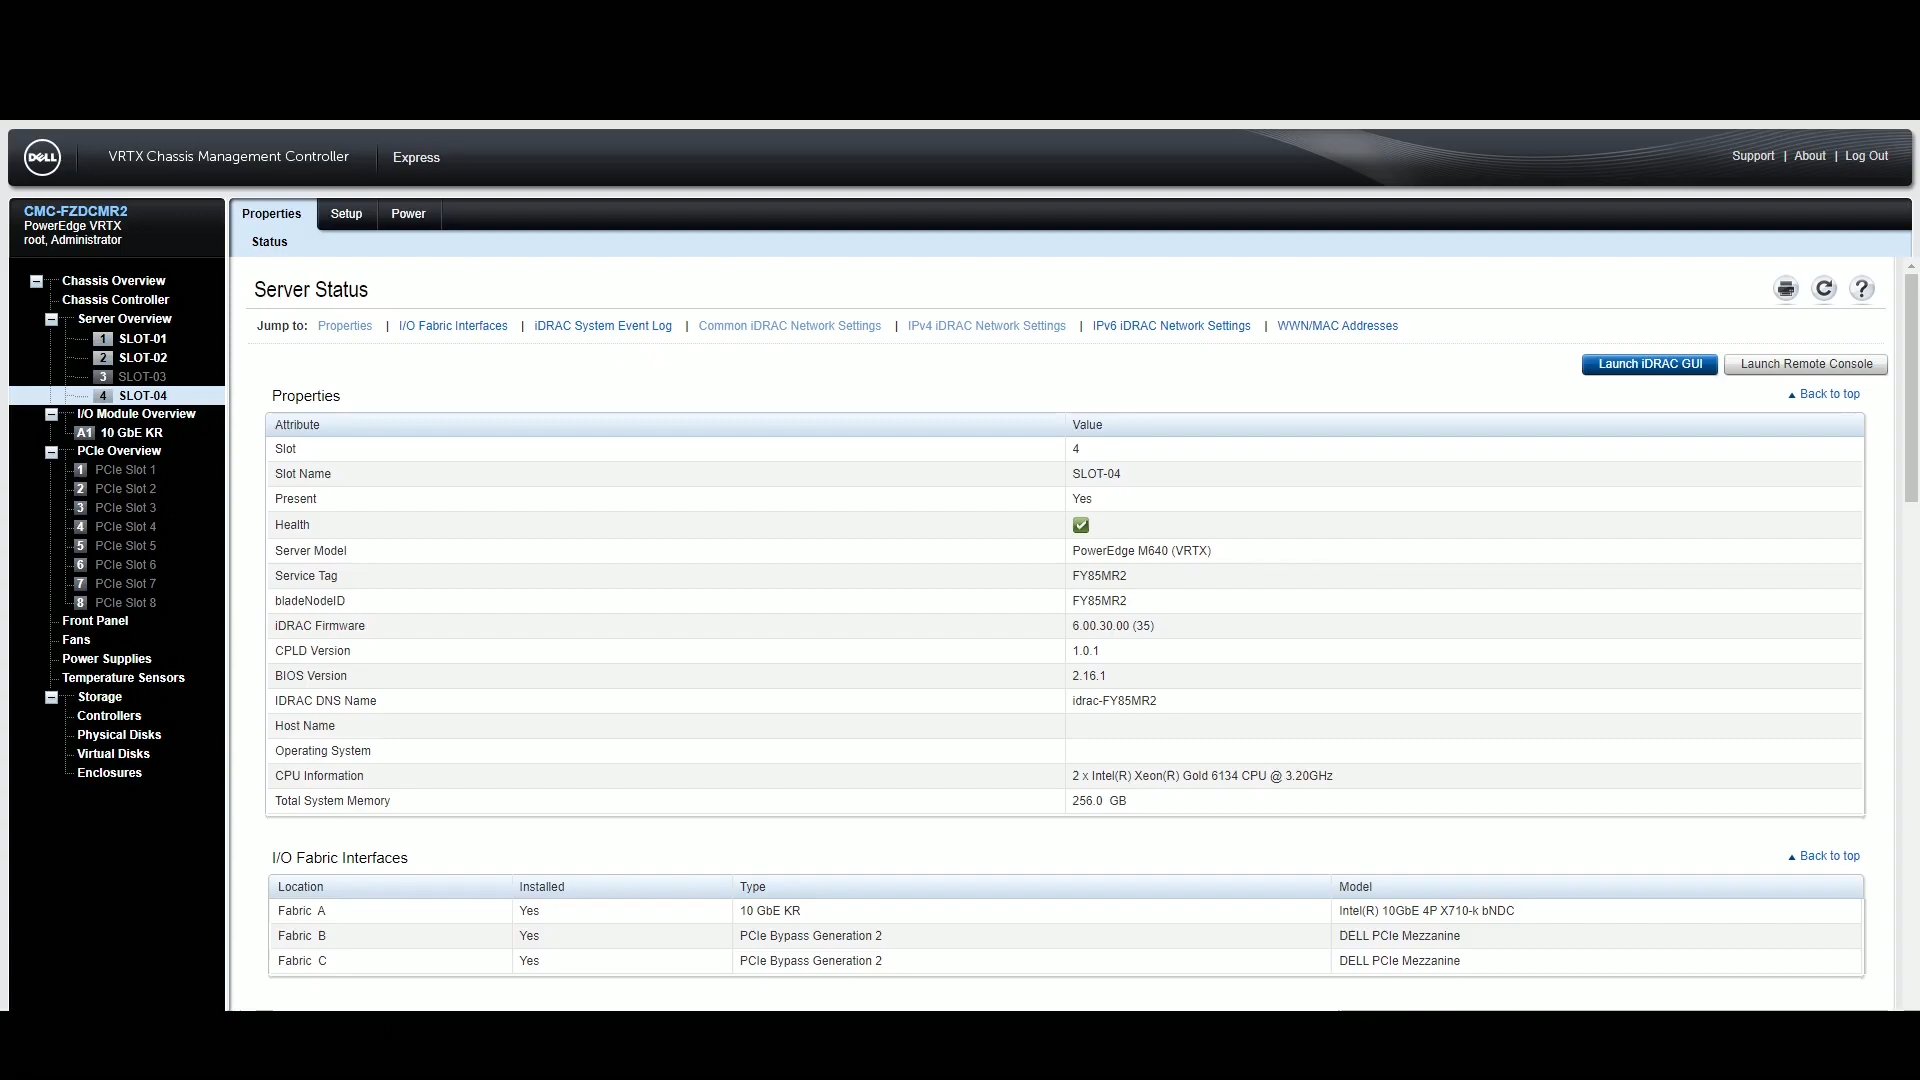 DELL VRTX Chassis Management Controller Express Support | About | Log Out
CMC-FZDCMR2
PowerEdge VRTX
root, Administrator
Chassis Overview
Chassis Controller
Server Overview
1 SLOT-01
2 SLOT-02
3 SLOT-03
4 SLOT-04
I/O Module Overview
A1 10 GbE KR
PCIe Overview
1 PCIe Slot 1
2 PCIe Slot 2
3 PCIe Slot 3
4 PCIe Slot 4
5 PCIe Slot 5
6 PCIe Slot 6
7 PCIe Slot 7
8 PCIe Slot 8
Front Panel
Fans
Power Supplies
Temperature Sensors
Storage
Controllers
Physical Disks
Virtual Disks
Enclosures
Properties Setup Power
Status
Server Status
Jump to: Properties | I/O Fabric Interfaces | iDRAC System Event Log | Common iDRAC Network Settings | IPv4 iDRAC Network Settings | IPv6 iDRAC Network Settings | WWN/MAC Addresses
Launch iDRAC GUI Launch Remote Console
Properties Back to top
Attribute Value
Slot 4
Slot Name SLOT-04
Present Yes
Health
Server Model PowerEdge M640 (VRTX)
Service Tag FY85MR2
bladeNodeID FY85MR2
iDRAC Firmware 6.00.30.00 (35)
CPLD Version 1.0.1
BIOS Version 2.16.1
IDRAC DNS Name idrac-FY85MR2
Host Name
Operating System
CPU Information 2 x Intel(R) Xeon(R) Gold 6134 CPU @ 3.20GHz
Total System Memory 256.0 GB
I/O Fabric Interfaces Back to top
Location Installed Type Model
Fabric A Yes 10 GbE KR Intel(R) 10GbE 4P X710-k bNDC
Fabric B Yes PCIe Bypass Generation 2 DELL PCIe Mezzanine
Fabric C Yes PCIe Bypass Generation 2 DELL PCIe Mezzanine